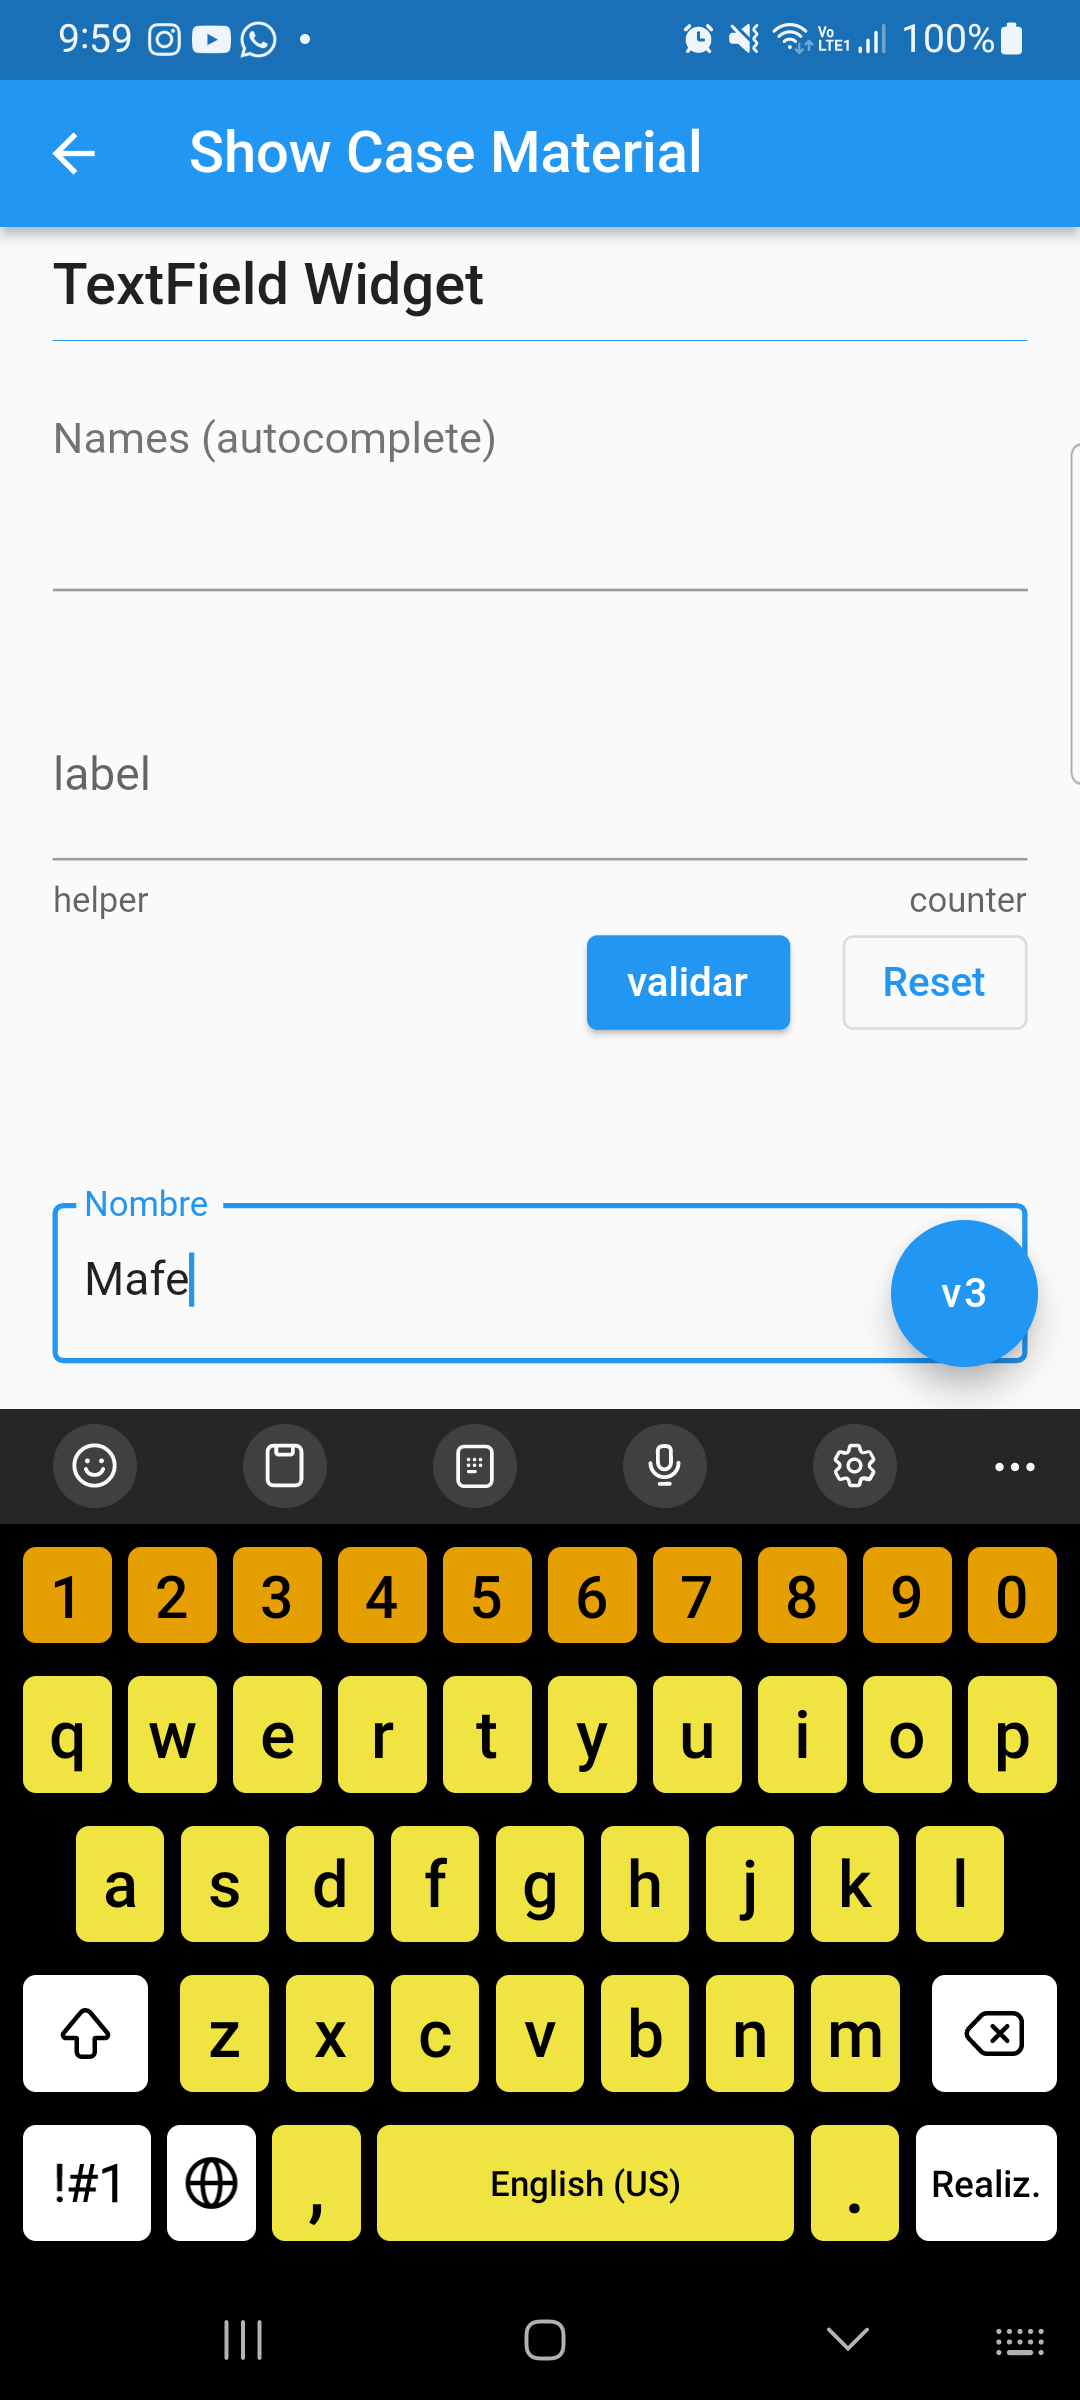 9:59 Vo LTE1 100%
Show Case Material
TextField Widget
Names (autocomplete)
label
helper counter
validar Reset
Nombre
Mafe
v3
1 2 3 4 5 6 7 8 9 0
q w e r t y u i o p
a s d f g h j k l
z x c v b n m
!#1 , English (US) . Realiz.